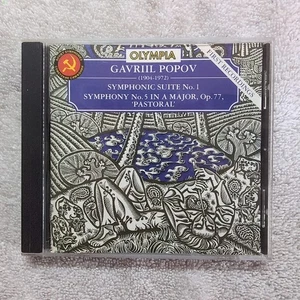 OLYMPIA
GAVRIIL POPOV
(1904-1972)
SYMPHONIC SUITE No. 1
SYMPHONY No. 5 IN A MAJOR, Op. 77,
'PASTORAL'
FIRST RECORDINGS